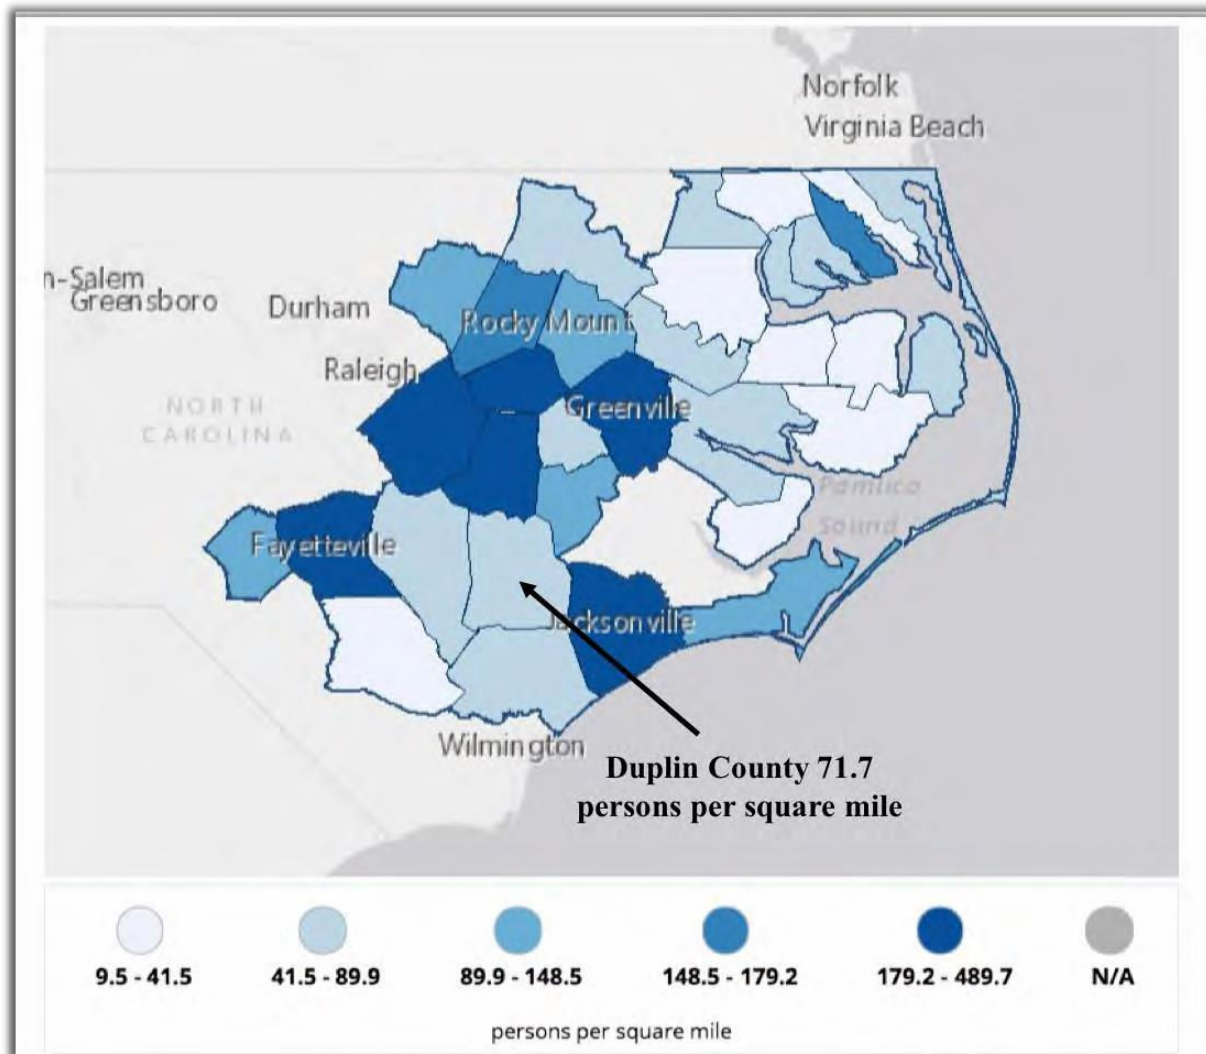 Norfolk
Virginia Beach
n-Salem
Greensboro
Durham
Rocky Mount
Raleigh
NORTH
CAROLINA
Greenville
Pamlico
Sound
Fayetteville
Jacksonville
Wilmington
Duplin County 71.7
persons per square mile
9.5 - 41.5
41.5 - 89.9
89.9 - 148.5
148.5 - 179.2
179.2 - 489.7
N/A
persons per square mile